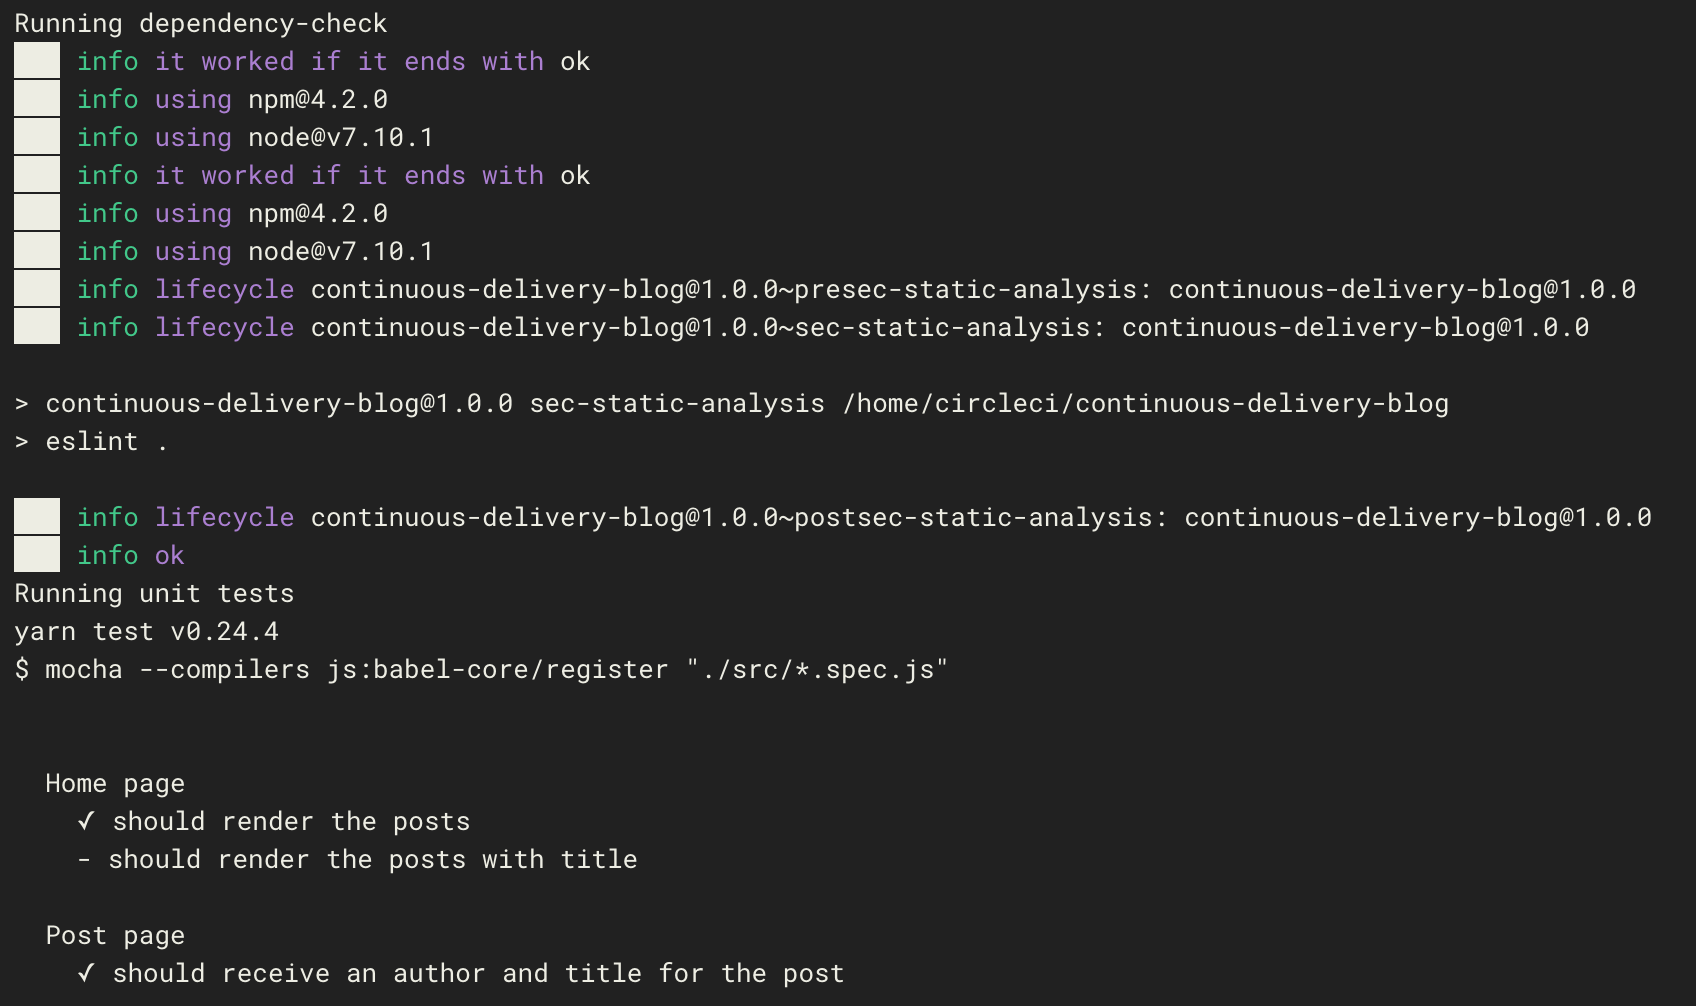 Running dependency-check
info it worked if it ends with ok
info using npm@4.2.0
info using node@v7.10.1
info it worked if it ends with ok
info using npm@4.2.0
info using node@v7.10.1
info lifecycle continuous-delivery-blog@1.0.0~presec-static-analysis: continuous-delivery-blog@1.0.0
info lifecycle continuous-delivery-blog@1.0.0~sec-static-analysis: continuous-delivery-blog@1.0.0
> continuous-delivery-blog@1.0.0 sec-static-analysis /home/circleci/continuous-delivery-blog
> eslint .
info lifecycle continuous-delivery-blog@1.0.0~postsec-static-analysis: continuous-delivery-blog@1.0.0
info ok
Running unit tests
yarn test v0.24.4
$ mocha --compilers js:babel-core/register "./src/*.spec.js"
Home page
✓ should render the posts
- should render the posts with title
Post page
✓ should receive an author and title for the post